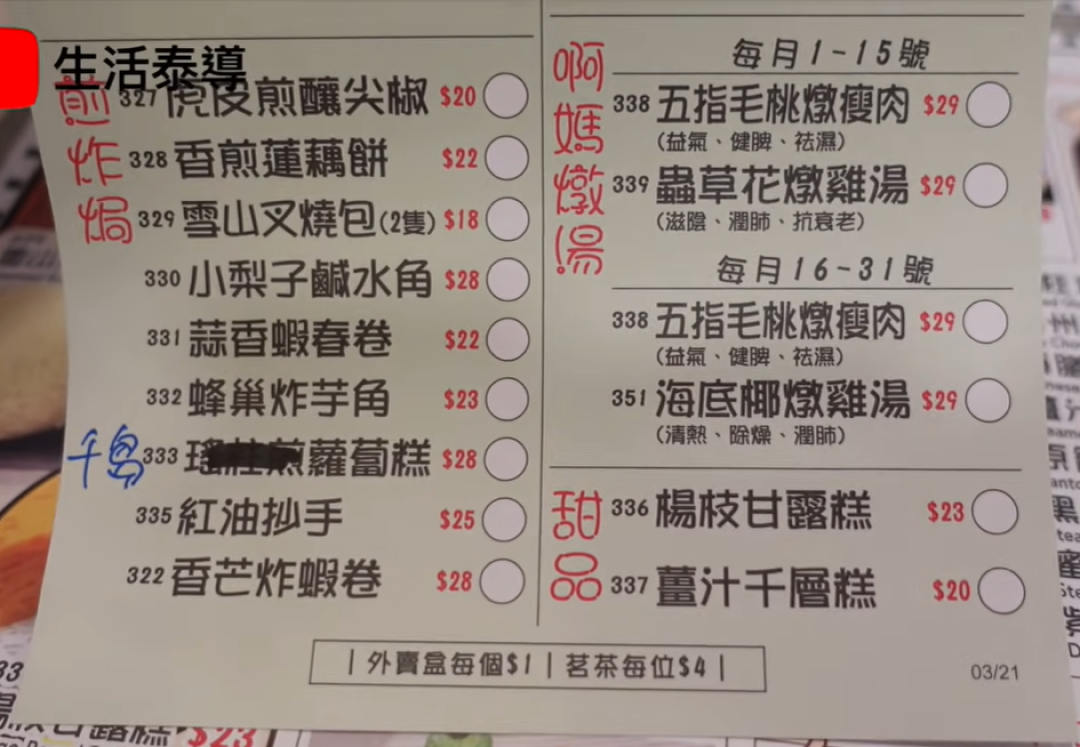 生活泰導
煎炸焗
327 虎皮煎釀尖椒 $20
328 香煎蓮藕餅 $22
329 雪山叉燒包(2隻) $18
330 小梨子鹹水角 $28
331 蒜香蝦春卷 $22
332 蜂巢炸芋角 $23
千島
333 瑤柱煎蘿蔔糕 $28
335 紅油抄手 $25
322 香芒炸蝦卷 $28
啊媽燉湯
每月1-15號
338 五指毛桃燉瘦肉 $29
(益氣、健脾、祛濕)
339 蟲草花燉雞湯 $29
(滋陰、潤肺、抗衰老)
每月16-31號
338 五指毛桃燉瘦肉 $29
(益氣、健脾、祛濕)
351 海底椰燉雞湯 $29
(清熱、除燥、潤肺)
甜品
336 楊枝甘露糕 $23
337 薑汁千層糕 $20
|外賣盒每個$1|茗茶每位$4|
03/21
$23